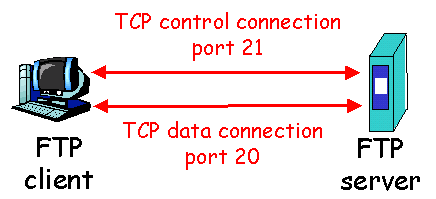 TCP control connection
port 21
TCP data connection
port 20
FTP
client
FTP
server